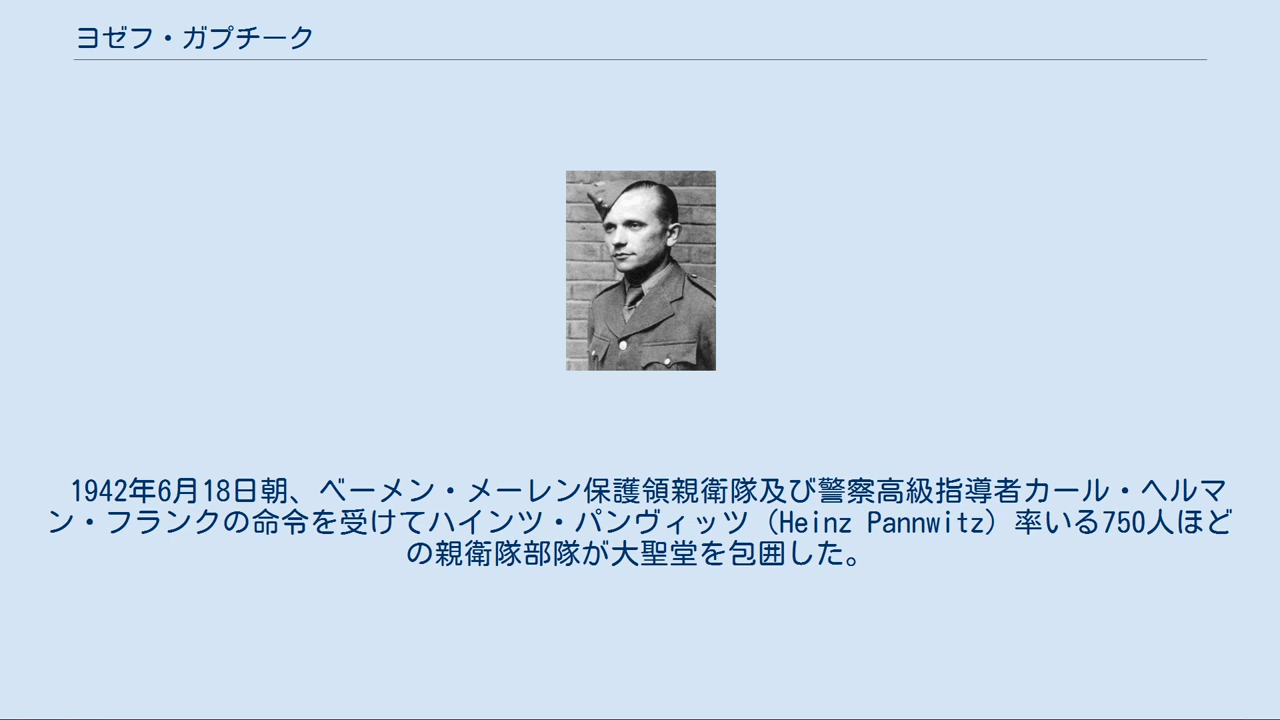 ヨゼフ・ガプチーク
1942年6月18日朝、ベーメン・メーレン保護領親衛隊及び警察高級指導者カール・ヘルマ
ン・フランクの命令を受けてハインツ・パンヴィッツ（Heinz Pannwitz）率いる750人ほど
の親衛隊部隊が大聖堂を包囲した。